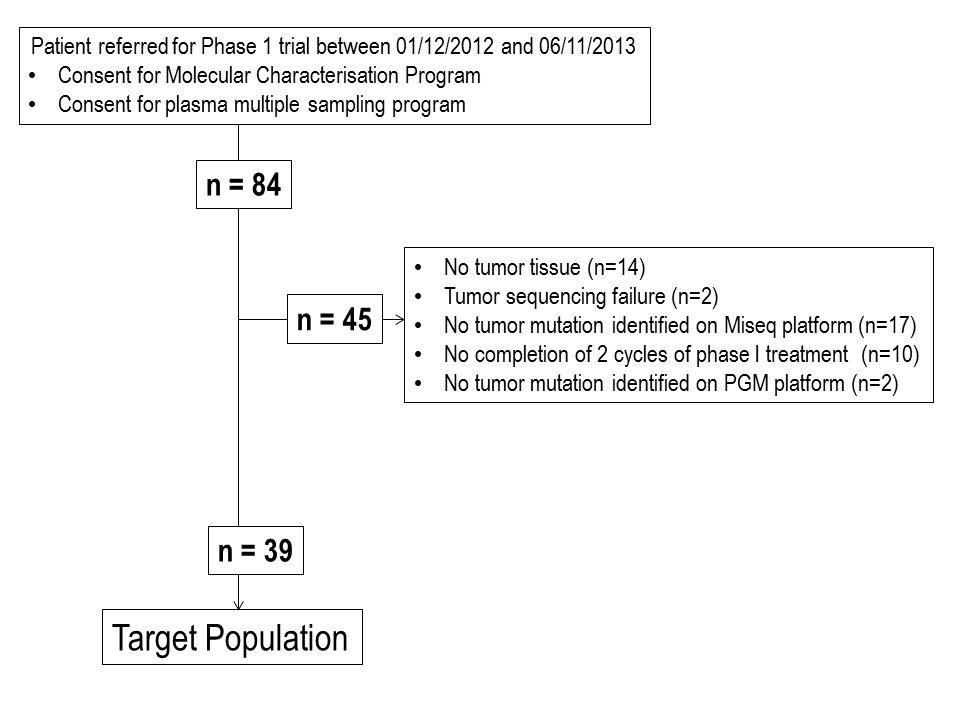 Patient referred for Phase 1 trial between 01/12/2012 and 06/11/2013
• Consent for Molecular Characterisation Program
• Consent for plasma multiple sampling program
n = 84
• No tumor tissue (n=14)
• Tumor sequencing failure (n=2)
• No tumor mutation identified on Miseq platform (n=17)
• No completion of 2 cycles of phase I treatment (n=10)
• No tumor mutation identified on PGM platform (n=2)
n = 45
n = 39
Target Population